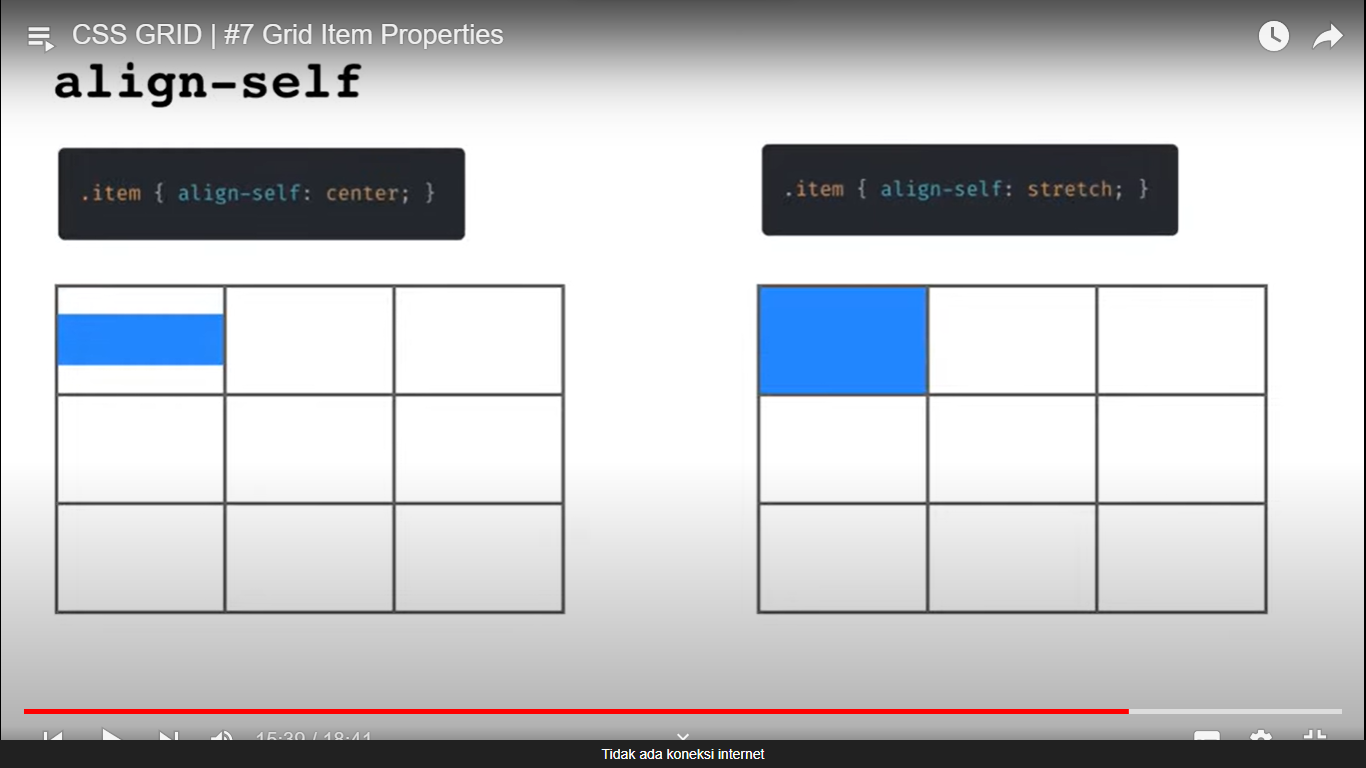 CSS GRID | #7 Grid Item Properties
align-self
.item { align-self: center; }
.item { align-self: stretch; }
15:39 / 18:41
Tidak ada koneksi internet